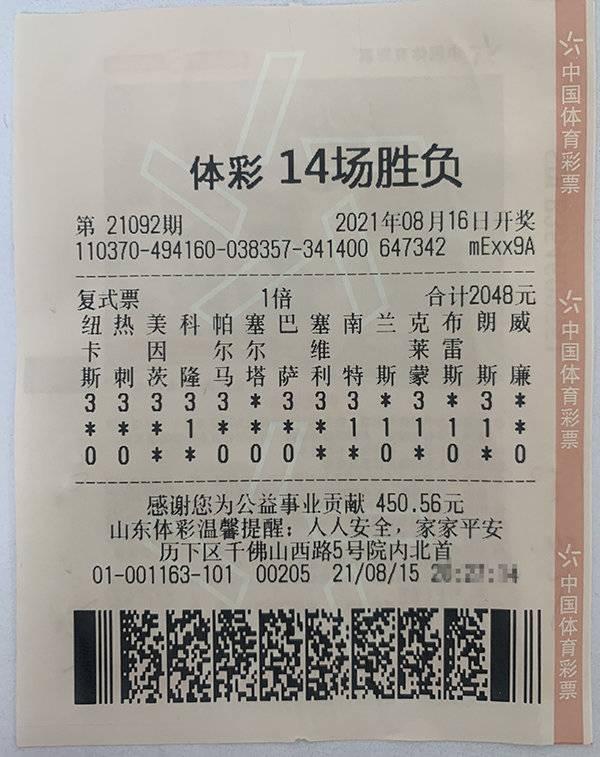 体彩 14场胜负
第 21092期 2021年08月16日开奖
110370-494160-038357-341400 647342 mExx9A
复式票 1倍 合计2048元
纽 热 美 科 帕 塞 巴 塞 南 兰 克 布 朗 威
卡 因 尔 尔 维 莱 雷
斯 刺 茨 隆 马 塔 萨 利 特 斯 蒙 斯 斯 廉
3 3 3 3 3 * 3 3 3 * 3 * 3 *
* * * 1 * * * * 1 1 1 1 1 *
0 0 * * 0 0 0 * * 0 * 0 * 0
感谢您为公益事业贡献 450.56元
山东体彩温馨提醒：人人安全，家家平安
历下区千佛山西路5号院内北首
01-001163-101 00205 21/08/15
中国体育彩票
中国体育彩票
中国体育彩票